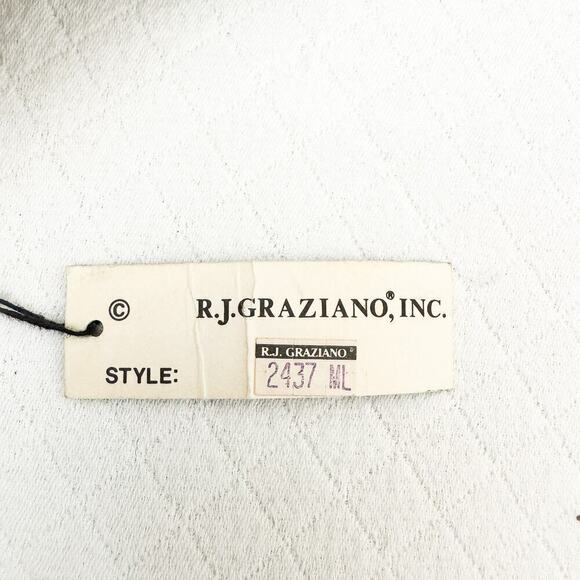 © R.J.GRAZIANO®, INC.
R.J. GRAZIANO©
STYLE: 2437 ML